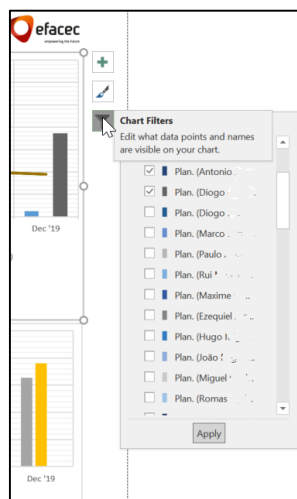 efacec
empowering the future
Chart Filters
Edit what data points and names
are visible on your chart.
Plan. (Antonio
Plan. (Diogo ...
Plan. (Diogo ...
Plan. (Marco ...
Plan. (Paulo ...
Plan. (Rui ...
Plan. (Maxime ...
Plan. (Ezequiel ...
Plan. (Hugo ...
Plan. (João ...
Plan. (Miguel ...
Plan. (Romas ...
Apply
Dec '19
Dec '19